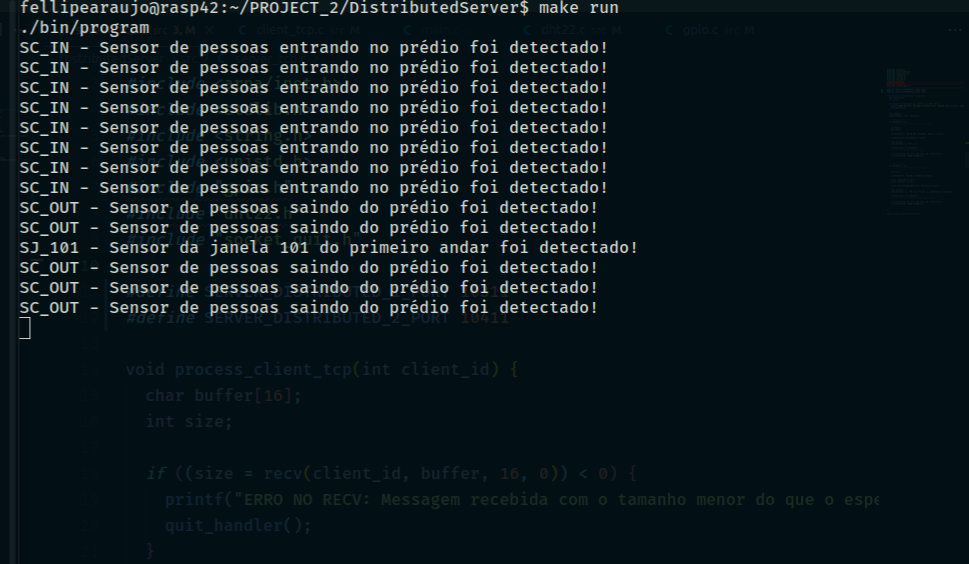 fellipearaujo@rasp42:~/PROJECT_2/DistributedServer$ make run
./bin/program
SC_IN - Sensor de pessoas entrando no prédio foi detectado!
SC_IN - Sensor de pessoas entrando no prédio foi detectado!
SC_IN - Sensor de pessoas entrando no prédio foi detectado!
SC_IN - Sensor de pessoas entrando no prédio foi detectado!
SC_IN - Sensor de pessoas entrando no prédio foi detectado!
SC_IN - Sensor de pessoas entrando no prédio foi detectado!
SC_IN - Sensor de pessoas entrando no prédio foi detectado!
SC_IN - Sensor de pessoas entrando no prédio foi detectado!
SC_OUT - Sensor de pessoas saindo do prédio foi detectado!
SC_OUT - Sensor de pessoas saindo do prédio foi detectado!
SJ_101 - Sensor da janela 101 do primeiro andar foi detectado!
SC_OUT - Sensor de pessoas saindo do prédio foi detectado!
SC_OUT - Sensor de pessoas saindo do prédio foi detectado!
SC_OUT - Sensor de pessoas saindo do prédio foi detectado!
#define SERVER_DISTRIBUTED_2_PORT 10411
void process_client_tcp(int client_id) {
char buffer[16];
int size;
if ((size = recv(client_id, buffer, 16, 0)) < 0) {
printf("ERRO NO RECV: Mensagem recebida com o tamanho menor do que o espe
quit_handler();
}